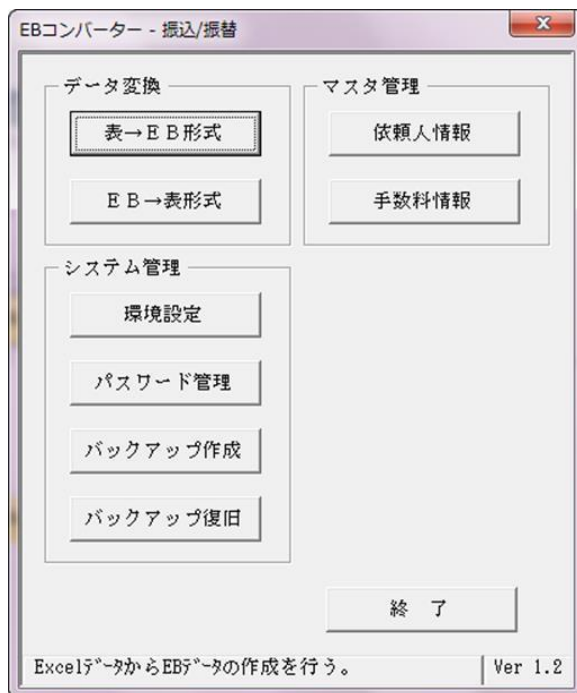 EBコンバーター - 振込/振替
データ変換
表→ＥＢ形式
ＥＢ→表形式
マスタ管理
依頼人情報
手数料情報
システム管理
環境設定
パスワード管理
バックアップ作成
バックアップ復旧
終　了
ExcelﾃﾞｰﾀからｴEBﾃﾞｰﾀの作成を行う。
Ver 1.2